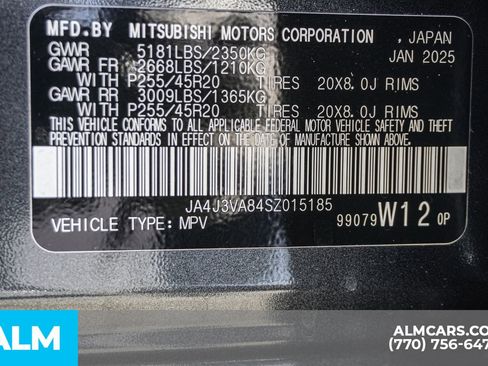 MFD.BY MITSUBISHI MOTORS CORPORATION , JAPAN
GVWR 5181LBS/2350KG JAN 2025
GAWR FR 2668LBS/1210KG
WITH P255/45R20 TIRES 20X8.0J RIMS
GAWR RR 3009LBS/1365KG
WITH P255/45R20 TIRES 20X8.0J RIMS
THIS VEHICLE CONFORMS TO ALL APPLICABLE FEDERAL MOTOR VEHICLE SAFETY AND THEFT
PREVENTION STANDARDS IN EFFECT ON THE DATE OF MANUFACTURE SHOWN ABOVE.
JA4J3VA84SZ015185
VEHICLE TYPE: MPV 99079 W12 OP
ALM
ALMCARS.COM
(770) 756-647